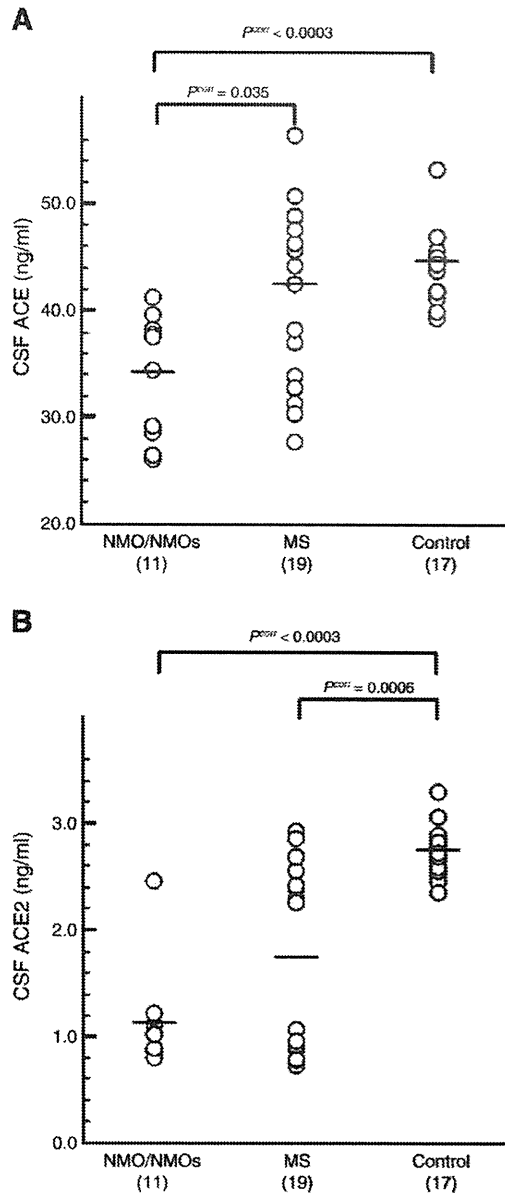 A
P^corr < 0.0003
P^corr = 0.035
CSF ACE (ng/ml)
50.0
40.0
30.0
20.0
NMO/NMOs MS Control
(11) (19) (17)
B
P^corr < 0.0003
P^corr = 0.0006
CSF ACE2 (ng/ml)
3.0
2.0
1.0
0.0
NMO/NMOs MS Control
(11) (19) (17)